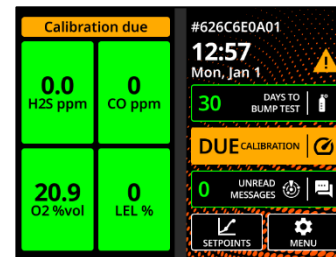 Calibration due
0.0
H2S ppm
0
CO ppm
20.9
O2 %vol
0
LEL %
#626C6E0A01
12:57
Mon, Jan 1
30 DAYS TO
BUMP TEST
DUE CALIBRATION
0 UNREAD
MESSAGES
SETPOINTS
MENU